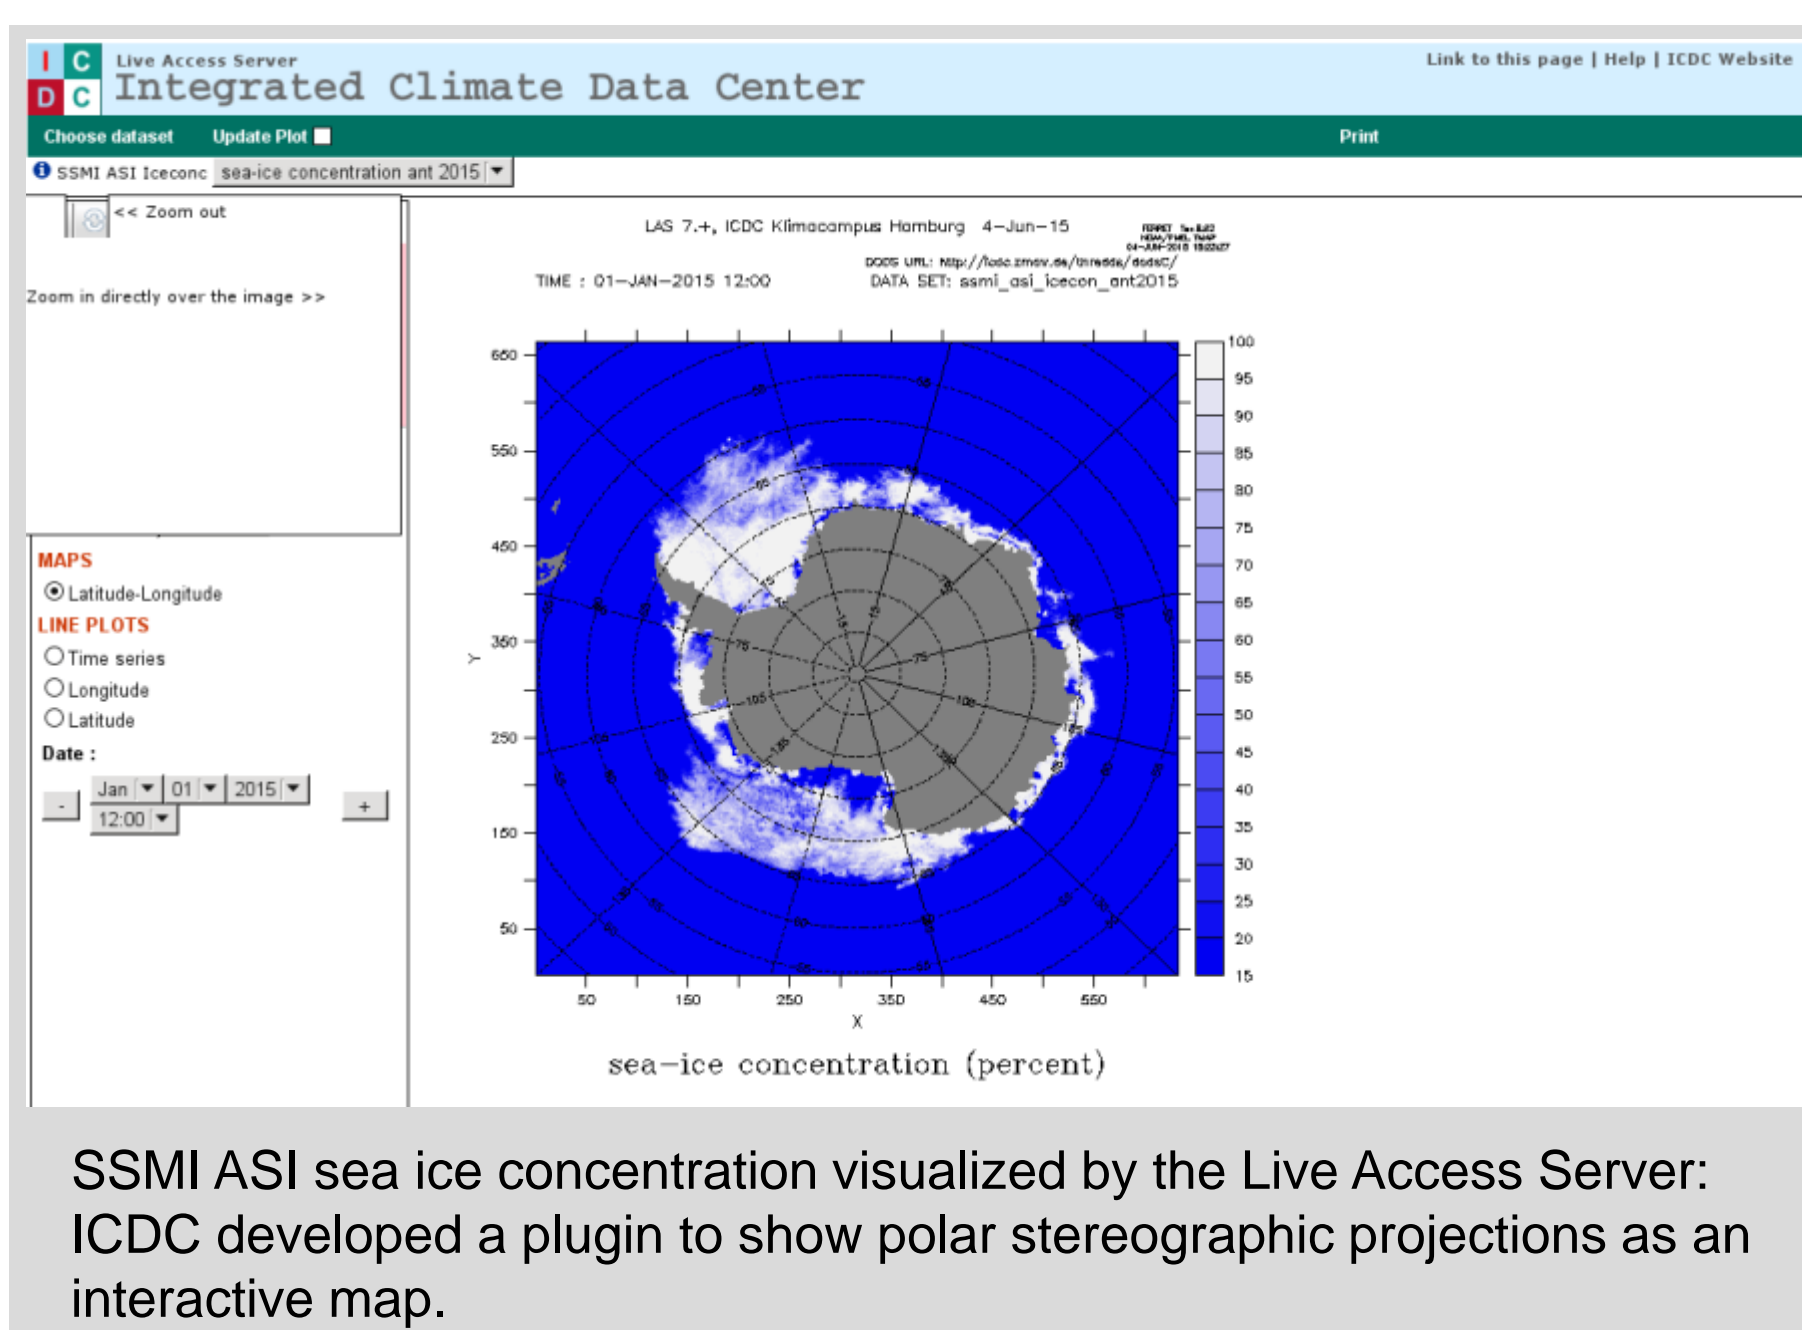 I C
D C
Live Access Server
Integrated Climate Data Center
Link to this page | Help | ICDC Website
Choose dataset Update Plot Print
SSMI ASI Iceconc sea-ice concentration ant 2015
<< Zoom out
Zoom in directly over the image >>
MAPS
Latitude-Longitude
LINE PLOTS
Time series
Longitude
Latitude
Date :
- Jan 01 2015 +
12:00
LAS 7.+, ICDC Klimacampus Hamburg 4-Jun-15
TIME : 01-JAN-2015 12:00
DATA SET: ssmi_asi_icecon_ant2015
650
550
450
350
250
150
50
Y
50 150 250 350 450 550
X
100
95
90
85
80
75
70
65
60
55
50
45
40
35
30
25
20
15
sea-ice concentration (percent)
SSMI ASI sea ice concentration visualized by the Live Access Server:
ICDC developed a plugin to show polar stereographic projections as an
interactive map.